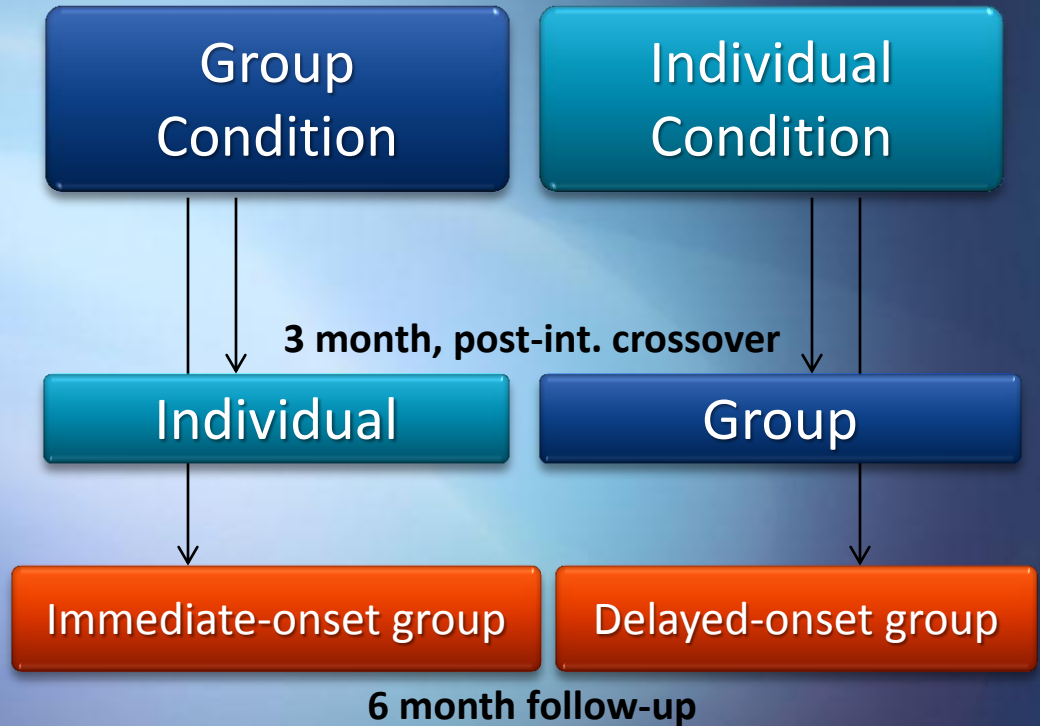 Group
Condition
Individual
Condition
3 month, post-int. crossover
Individual
Group
Immediate-onset group
Delayed-onset group
6 month follow-up